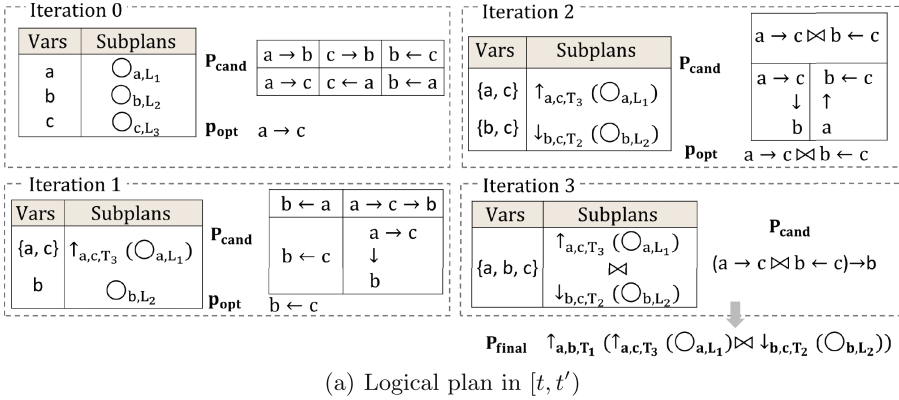 Iteration 0
Vars Subplans
a ○a,L1
b ○b,L2
c ○c,L3
Pcand
a → b c → b b ← c
a → c c ← a b ← a
popt a → c
Iteration 2
Vars Subplans
{a, c} ↑a,c,T3 (○a,L1)
{b, c} ↓b,c,T2 (○b,L2)
Pcand
a → c ⋈ b ← c
a → c b ← c
↓ ↑
b a
popt a → c ⋈ b ← c
Iteration 1
Vars Subplans
{a, c} ↑a,c,T3 (○a,L1)
b ○b,L2
Pcand
b ← a a → c → b
b ← c a → c
↓
b
popt b ← c
Iteration 3
Vars Subplans
{a, b, c} ↑a,c,T3 (○a,L1)
⋈
↓b,c,T2 (○b,L2)
Pcand
(a → c ⋈ b ← c)→b
Pfinal ↑a,b,T1 (↑a,c,T3 (○a,L1)⋈ ↓b,c,T2 (○b,L2))
(a) Logical plan in [t, t′)